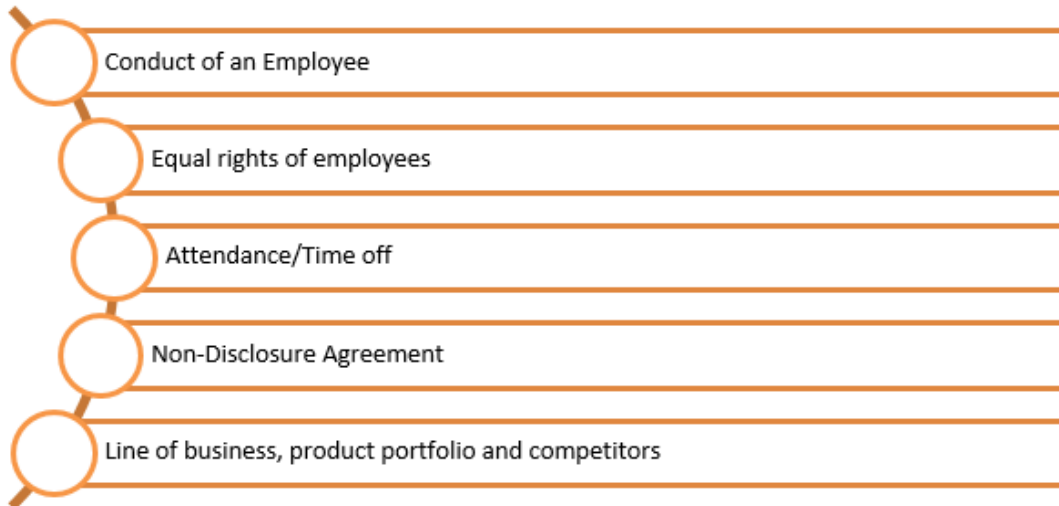 Conduct of an Employee
Equal rights of employees
Attendance/Time off
Non-Disclosure Agreement
Line of business, product portfolio and competitors